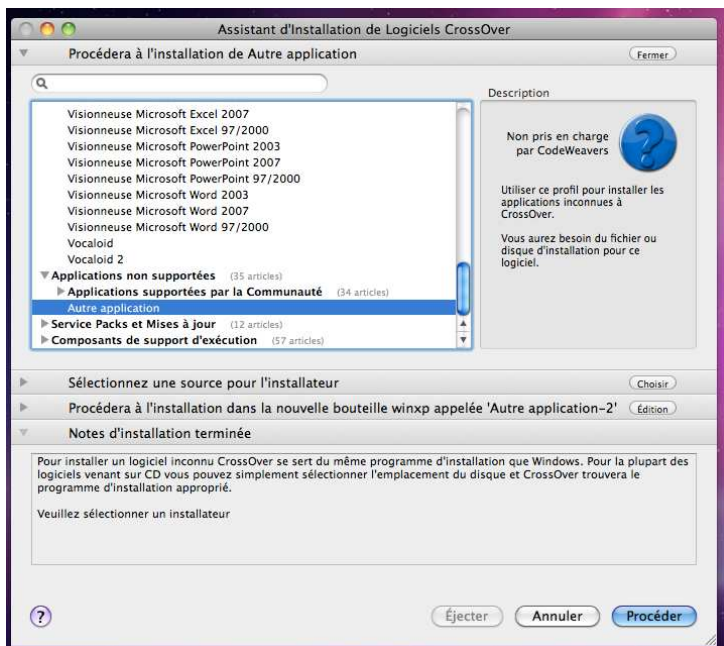 Assistant d'Installation de Logiciels CrossOver
Procédera à l'installation de Autre application
Fermer
Description
Visionneuse Microsoft Excel 2007
Visionneuse Microsoft Excel 97/2000
Visionneuse Microsoft PowerPoint 2003
Visionneuse Microsoft PowerPoint 2007
Visionneuse Microsoft PowerPoint 97/2000
Visionneuse Microsoft Word 2003
Visionneuse Microsoft Word 2007
Visionneuse Microsoft Word 97/2000
Vocaloid
Vocaloid 2
Applications non supportées (35 articles)
Applications supportées par la Communauté (34 articles)
Autre application
Service Packs et Mises à jour (12 articles)
Composants de support d'exécution (57 articles)
Non pris en charge
par CodeWeavers
?
Utiliser ce profil pour installer les
applications inconnues à
CrossOver.
Vous aurez besoin du fichier ou
disque d'installation pour ce
logiciel.
Sélectionnez une source pour l'installateur
Choisir
Procédera à l'installation dans la nouvelle bouteille winxp appelée 'Autre application-2'
Édition
Notes d'installation terminée
Pour installer un logiciel inconnu CrossOver se sert du même programme d'installation que Windows. Pour la plupart des
logiciels venant sur CD vous pouvez simplement sélectionner l'emplacement du disque et CrossOver trouvera le
programme d'installation approprié.
Veuillez sélectionner un installateur
?
Éjecter
Annuler
Procéder